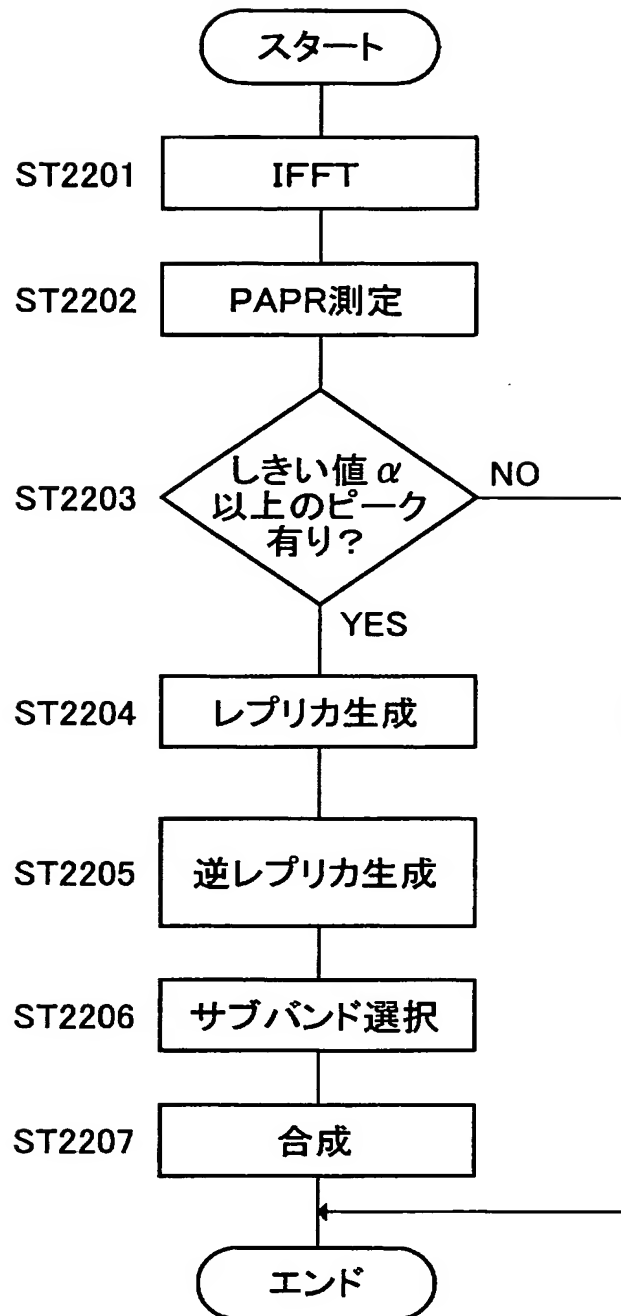 スタート
ST2201
IFFT
ST2202
PAPR測定
ST2203
しきい値α
以上のピーク
有り?
NO
YES
ST2204
レプリカ生成
ST2205
逆レプリカ生成
ST2206
サブバンド選択
ST2207
合成
エンド